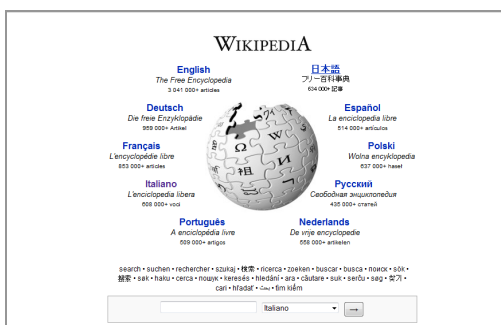 WIKIPEDIA
English
The Free Encyclopedia
3 041 000+ articles
日本語
フリー百科事典
634 000+ 記事
Deutsch
Die freie Enzyklopädie
959 000+ Artikel
Español
La enciclopedia libre
514 000+ artículos
Français
L'encyclopédie libre
853 000+ articles
Polski
Wolna encyklopedia
637 000+ haseł
Italiano
L'enciclopedia libera
608 000+ voci
Русский
Свободная энциклопедия
435 000+ статей
Português
A enciclopédia livre
509 000+ artigos
Nederlands
De vrije encyclopedie
558 000+ artikelen
Ω W И 祖
search • suchen • rechercher • szukaj • 検索 • ricerca • zoeken • buscar • busca • поиск • sök •
搜索 • søk • haku • cerca • пошук • keresés • hledání • ara • căutare • suk • serĉu • søg • 찾기 •
cari • hľadať • بحث • tìm kiếm
Italiano →